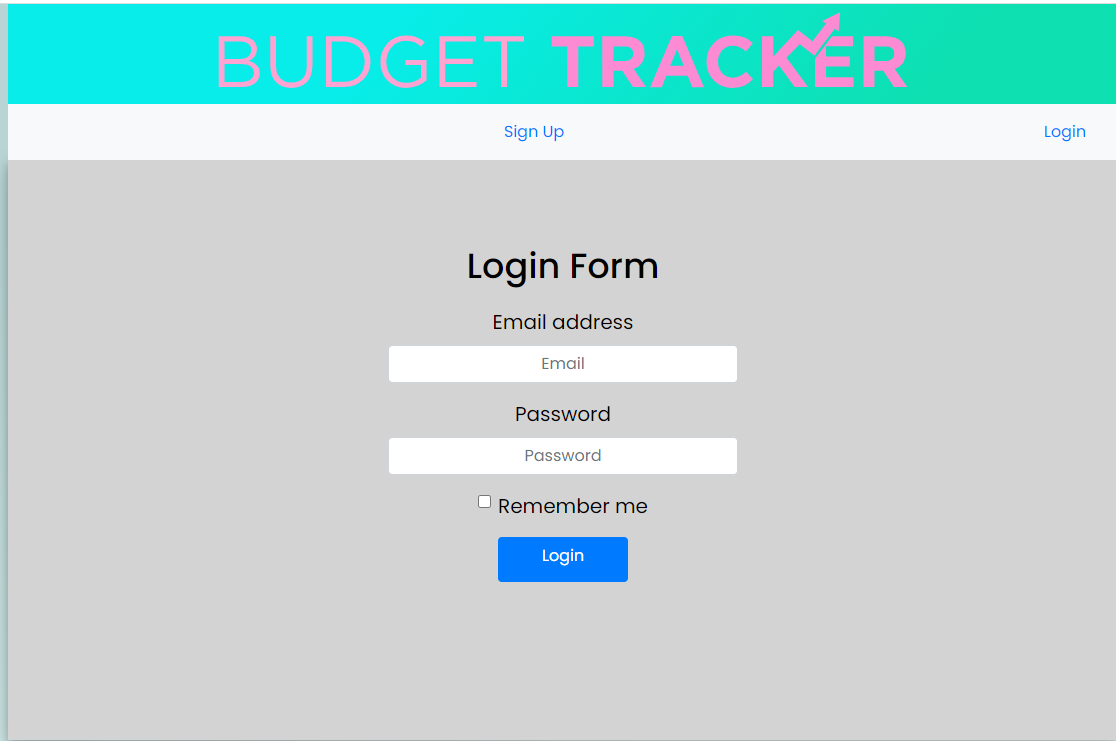 BUDGET TRACKER
Sign Up
Login
Login Form
Email address
Email
Password
Password
Remember me
Login